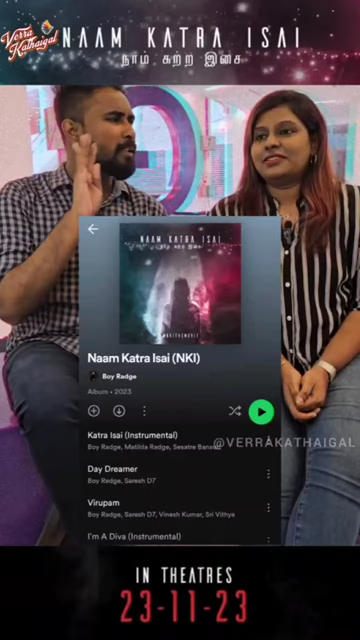 Verra
Kathaigal
NAAM KATRA ISAI
நாம் கற்ற இசை
NAAM KATRA ISAI
நாம் கற்ற இசை
Naam Katra Isai (NKI)
Boy Radge
Album • 2023
Katra Isai (Instrumental)
Boy Radge, Matilda Radge, Sesatre
@VERRAKATHAIGAL
Day Dreamer
Boy Radge, Saresh D7
Virupam
Boy Radge, Saresh D7, Vinesh Kumar, Sri Vithya
I'm A Diva (Instrumental)
IN THEATRES
23-11-23